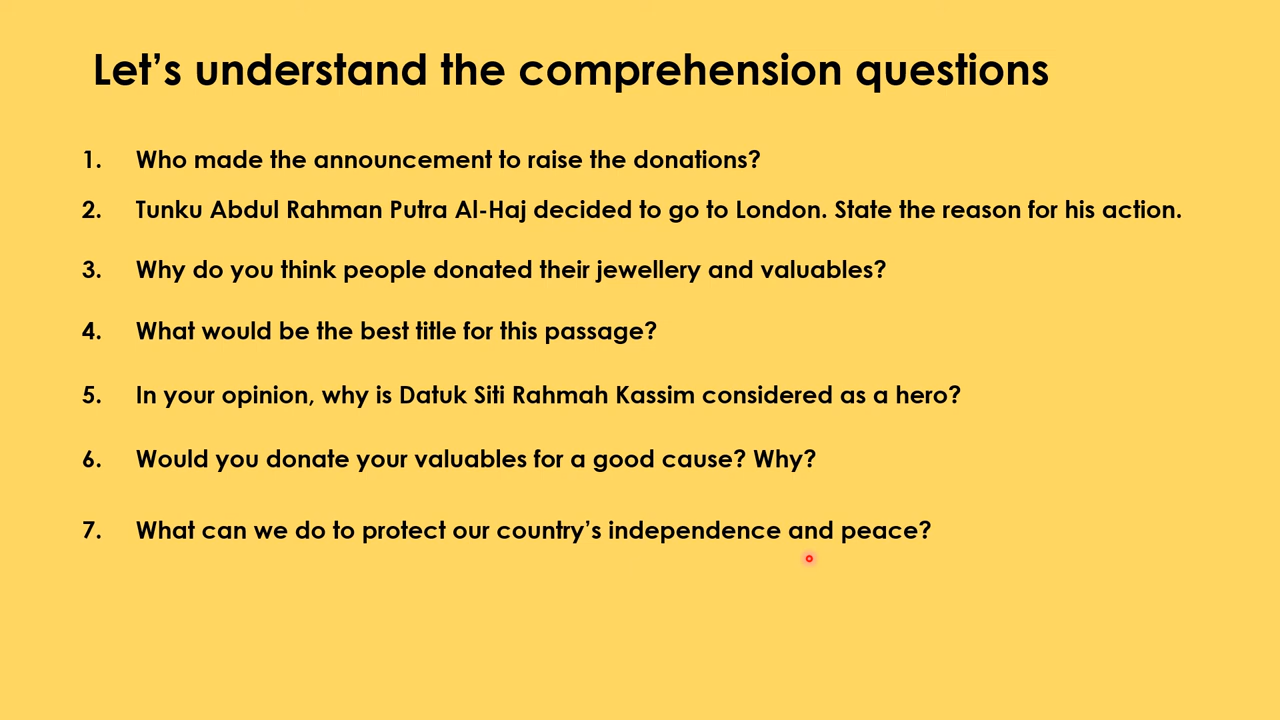 Let’s understand the comprehension questions
1. Who made the announcement to raise the donations?
2. Tunku Abdul Rahman Putra Al-Haj decided to go to London. State the reason for his action.
3. Why do you think people donated their jewellery and valuables?
4. What would be the best title for this passage?
5. In your opinion, why is Datuk Siti Rahmah Kassim considered as a hero?
6. Would you donate your valuables for a good cause? Why?
7. What can we do to protect our country’s independence and peace?